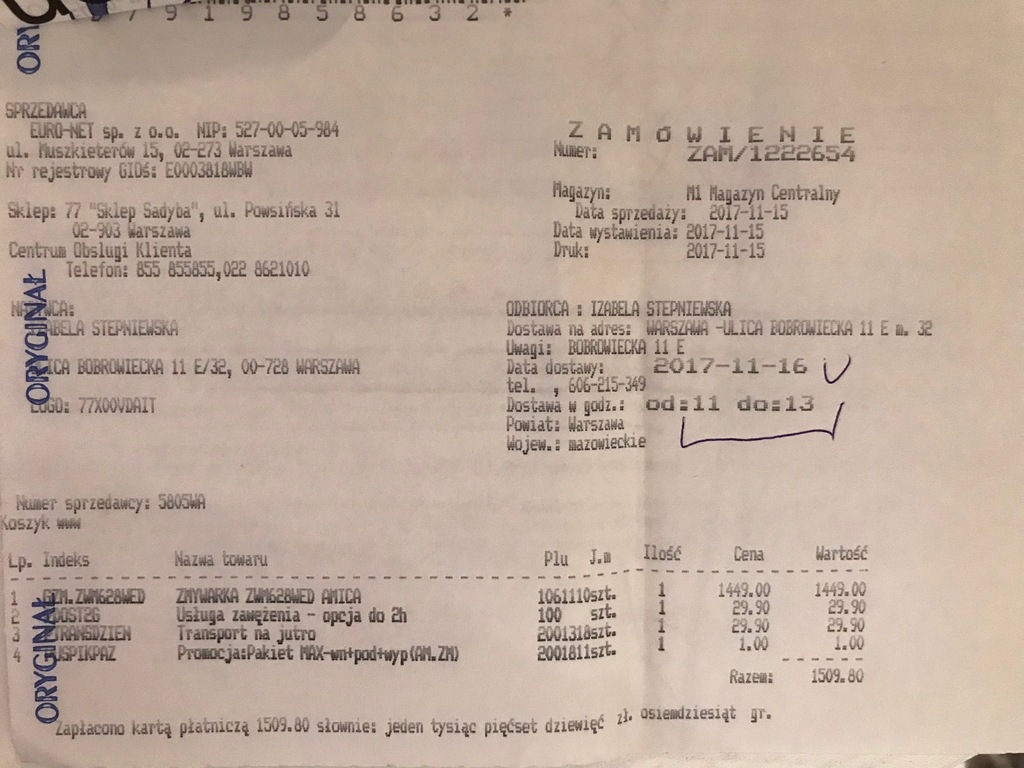 7 9 1 9 8 5 8 6 3 2 *
ORYGINAŁ
SPRZEDAWCA
EURO-NET sp. z o.o. NIP: 527-00-05-984
ul. Muszkieterów 15, 02-273 Warszawa
Nr rejestrowy GIOŚ: E0003818WBW
Z A M Ó W I E N I E
Numer: ZAM/1222654
Magazyn: M1 Magazyn Centralny
Data sprzedaży: 2017-11-15
Data wystawienia: 2017-11-15
Druk: 2017-11-15
Sklep: 77 "Sklep Sadyba", ul. Powsińska 31
02-903 Warszawa
Centrum Obsługi Klienta
Telefon: 855 855855,022 8621010
ORYGINAŁ
IZABELA STEPNIEWSKA
ULICA BOBROWIECKA 11 E/32, 00-728 WARSZAWA
77X00VDAIT
ODBIORCA : IZABELA STEPNIEWSKA
Dostawa na adres: WARSZAWA -ULICA BOBROWIECKA 11 E m. 32
Uwagi: BOBROWIECKA 11 E
Data dostawy: 2017-11-16
tel. , 606-215-349
Dostawa w godz.: od:11 do:13
Powiat: Warszawa
Wojew.: mazowieckie
Numer sprzedawcy: 5805WA
Koszyk www
Lp. Indeks Nazwa towaru Plu J.m Ilość Cena Wartość
1 ZM.ZWM628WED ZMYWARKA ZWM628WED AMICA 1061110szt. 1 1449.00 1449.00
2 Usługa zawężenia - opcja do 2h 100 szt. 1 29.90 29.90
3 TRANSDZIEN Transport na jutro 2001318szt. 1 29.90 29.90
4 Promocja:Pakiet MAX-wn+pod+wyp(AM.ZM) 2001811szt. 1 1.00 1.00
Razem: 1509.80
ORYGINAŁ
Zapłacono kartą płatniczą 1509.80 słownie: jeden tysiąc pięćset dziewięć zł. osiemdziesiąt gr.